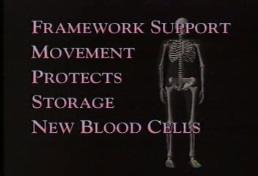 FRAMEWORK SUPPORT
MOVEMENT
PROTECTS
STORAGE
NEW BLOOD CELLS